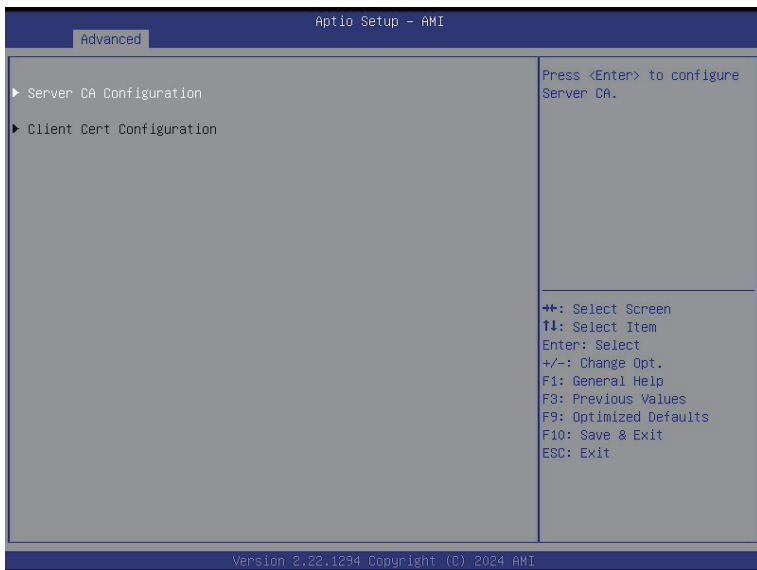 Aptio Setup - AMI
Advanced
▶ Server CA Configuration
▶ Client Cert Configuration
Press <Enter> to configure
Server CA.
→←: Select Screen
↑↓: Select Item
Enter: Select
+/-: Change Opt.
F1: General Help
F3: Previous Values
F9: Optimized Defaults
F10: Save & Exit
ESC: Exit
Version 2.22.1294 Copyright (C) 2024 AMI